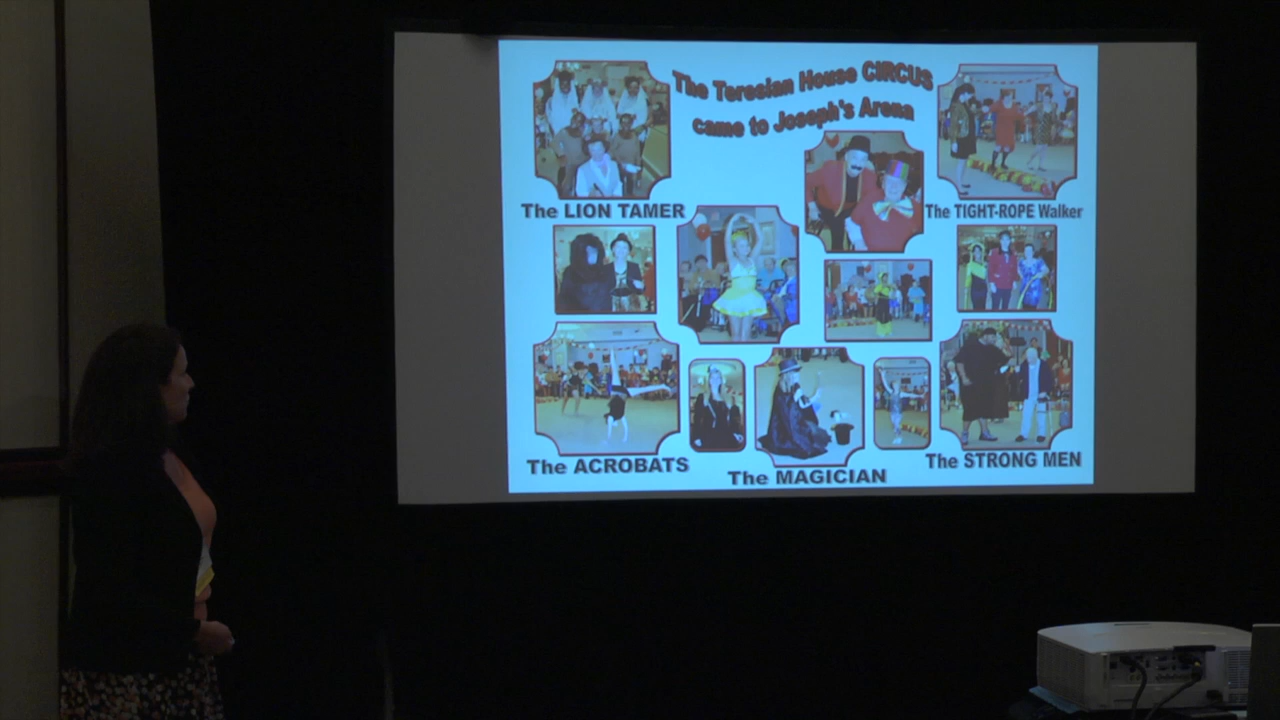 The Teresian House CIRCUS
came to Joseph's Arena
The LION TAMER
The TIGHT-ROPE Walker
The ACROBATS
The MAGICIAN
The STRONG MEN